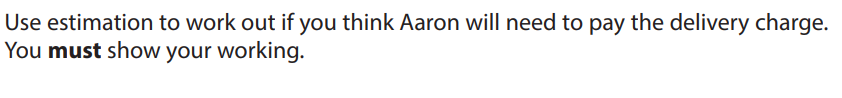 Use estimation to work out if you think Aaron will need to pay the delivery charge.
You must show your working.